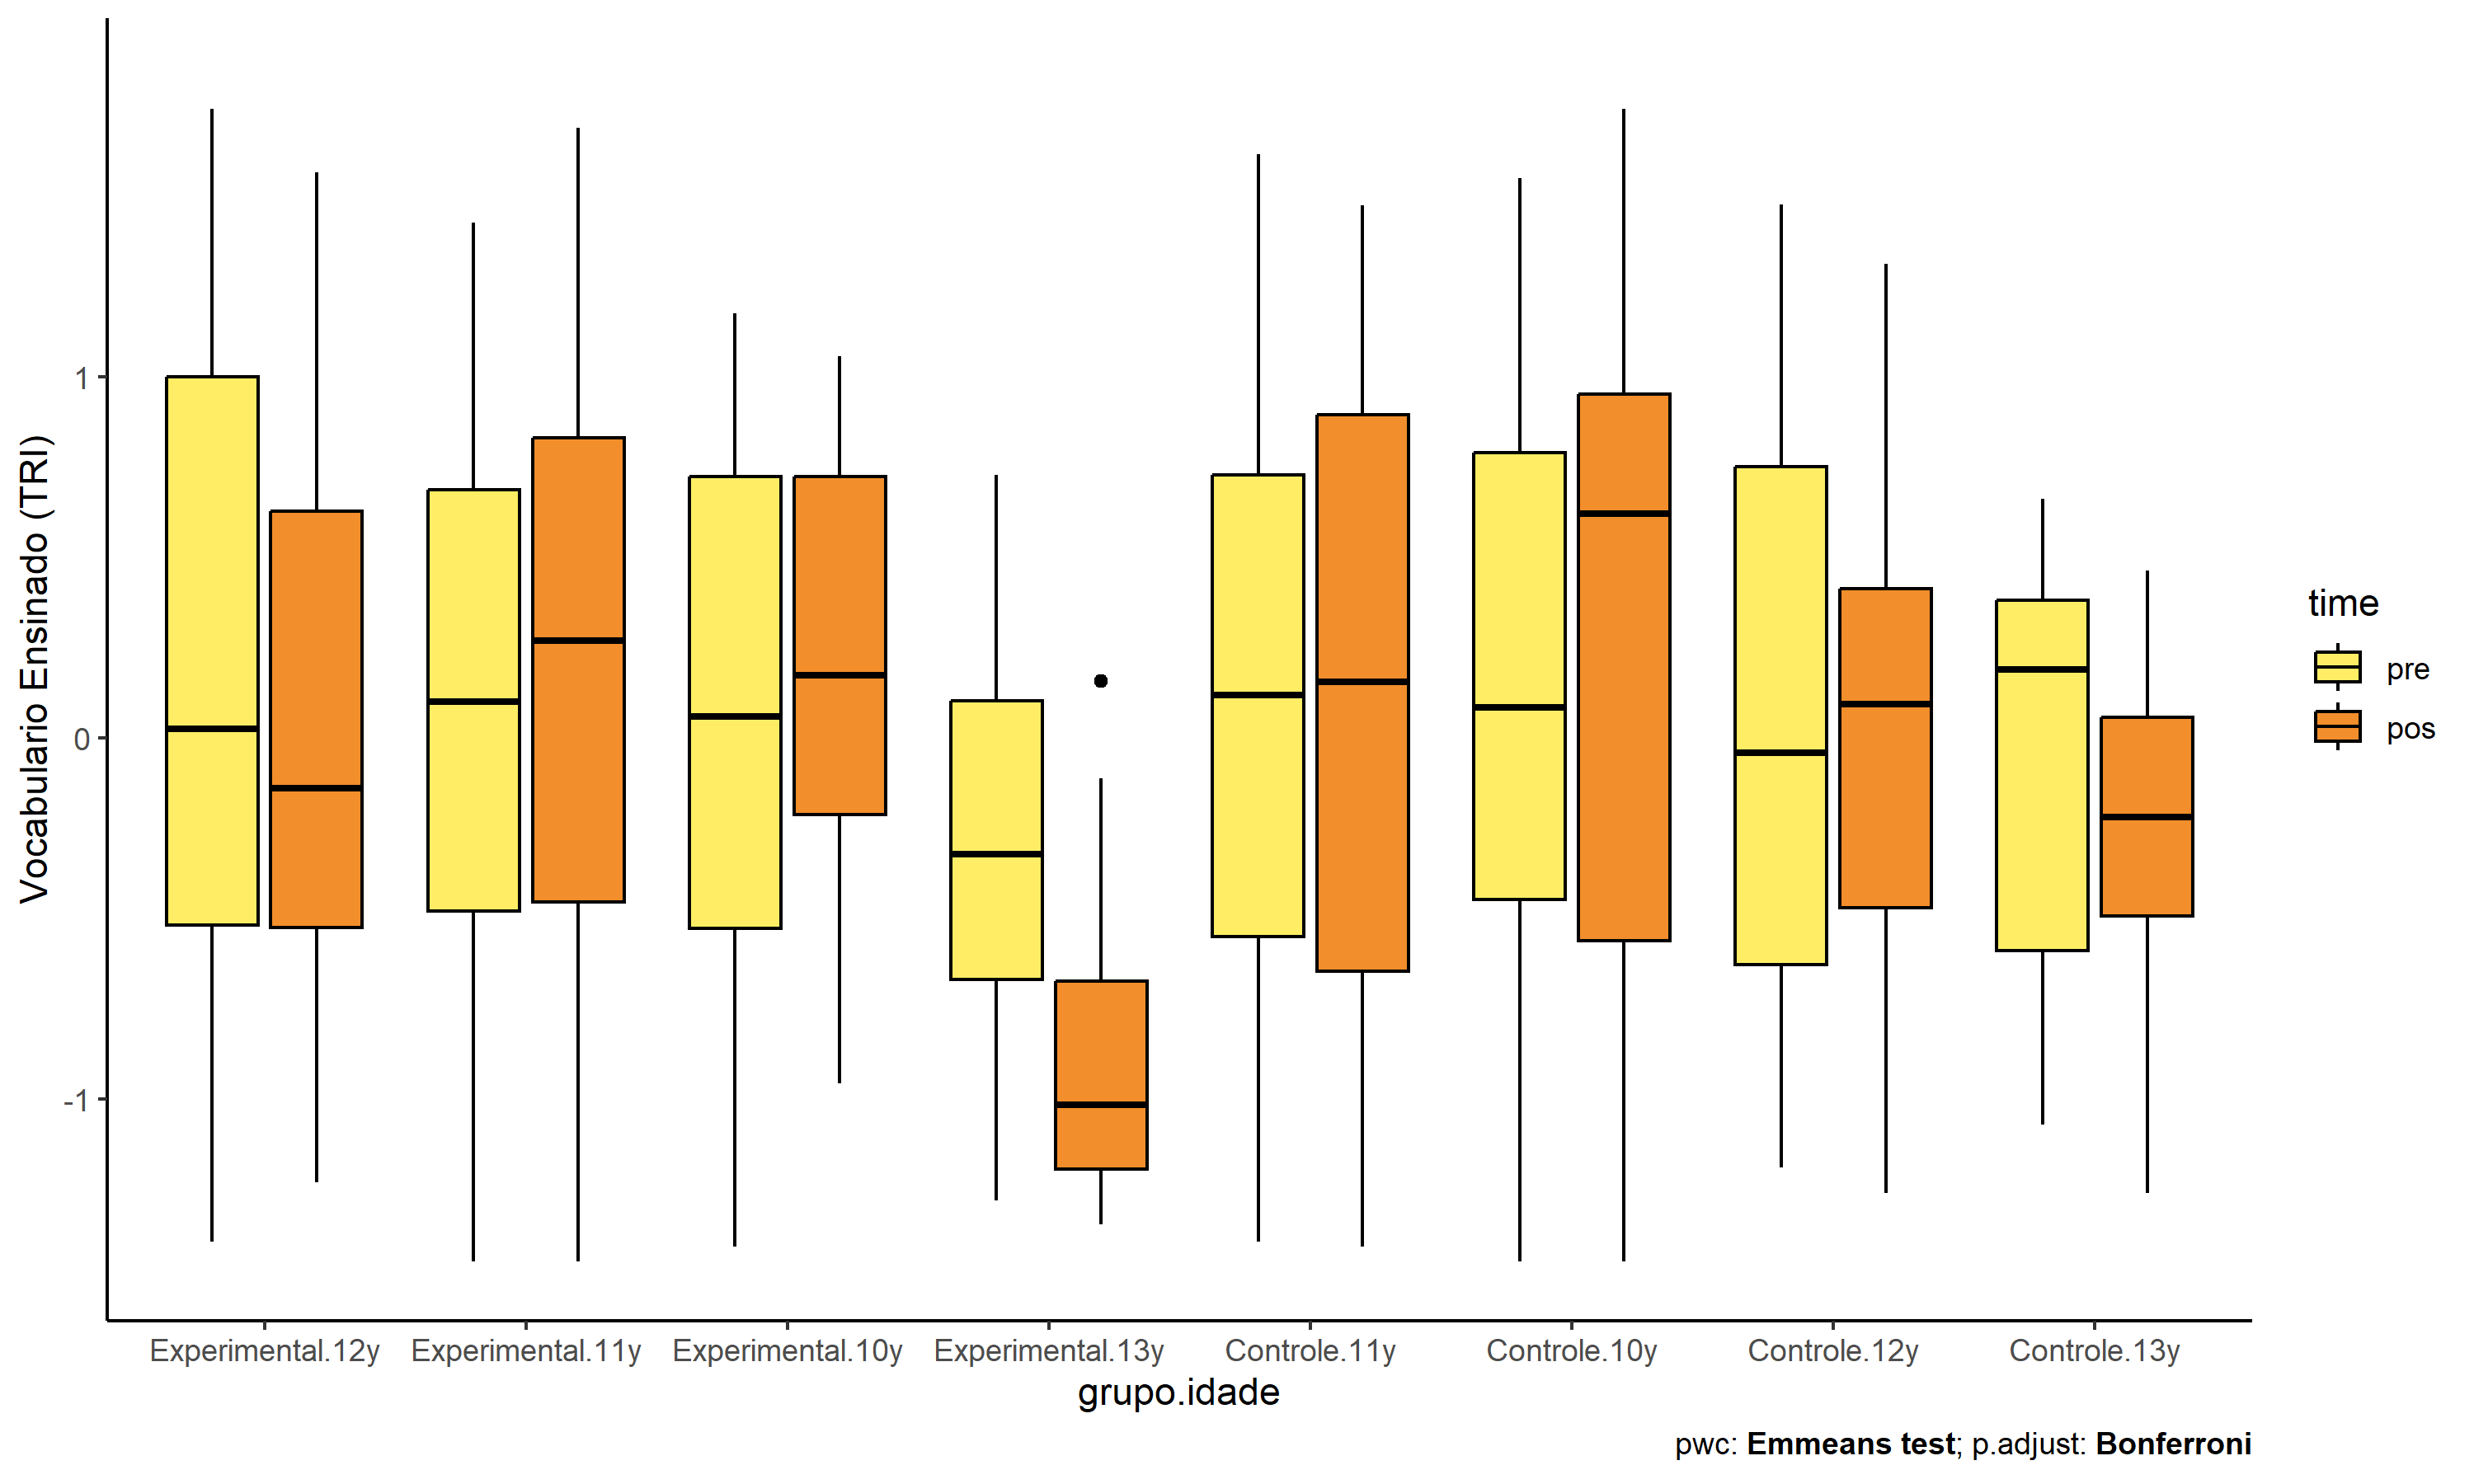 Vocabulario Ensinado (TRI)
1
0
-1
Experimental.12y
Experimental.11y
Experimental.10y
Experimental.13y
Controle.11y
Controle.10y
Controle.12y
Controle.13y
grupo.idade
time
pre
pos
pwc: Emmeans test; p.adjust: Bonferroni